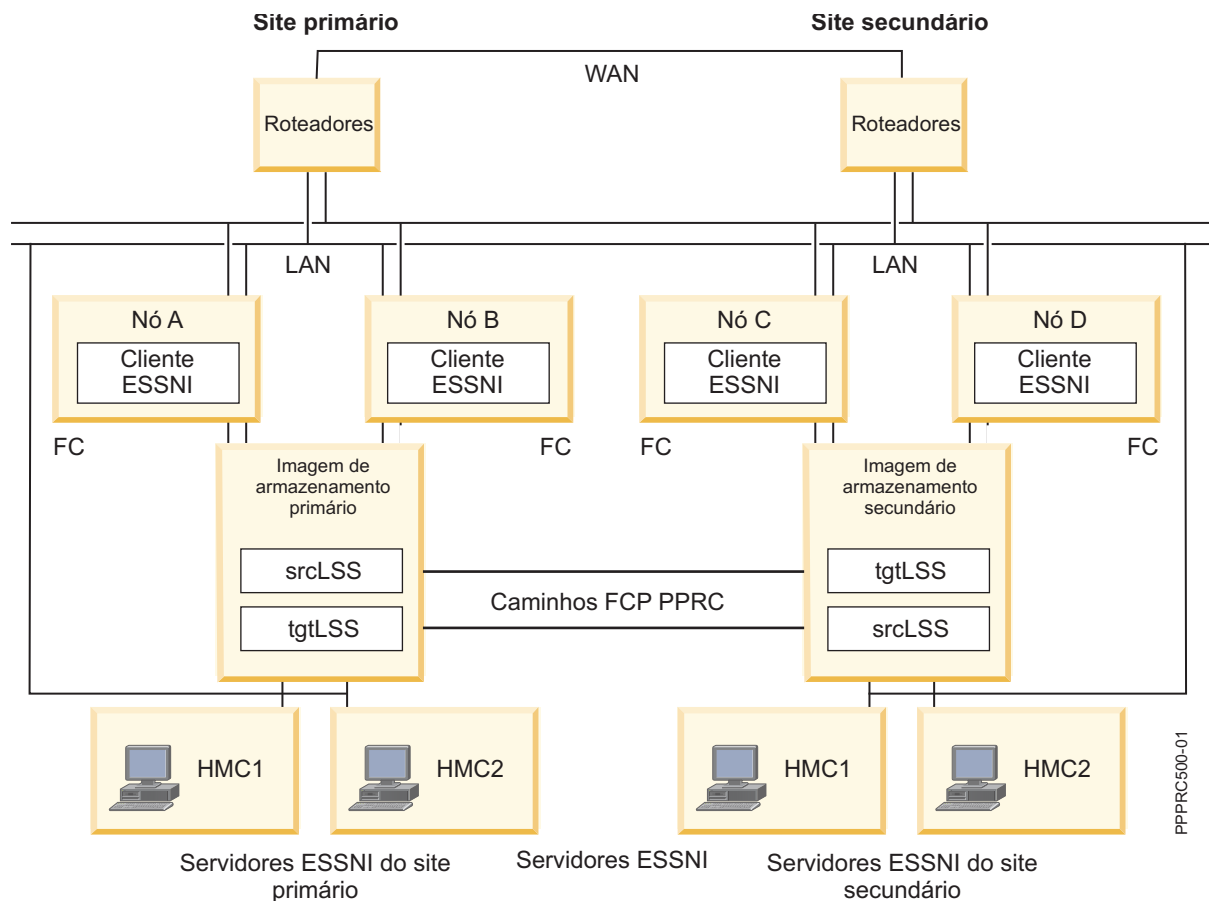 Site primário
Site secundário
WAN
Roteadores
Roteadores
LAN
LAN
Nó A
Cliente
ESSNI
Nó B
Cliente
ESSNI
Nó C
Cliente
ESSNI
Nó D
Cliente
ESSNI
FC
FC
FC
FC
Imagem de
armazenamento
primário
srcLSS
tgtLSS
Caminhos FCP PPRC
Imagem de
armazenamento
secundário
tgtLSS
srcLSS
HMC1
HMC2
HMC1
HMC2
PPPRC500-01
Servidores ESSNI do site
primário
Servidores ESSNI
Servidores ESSNI do site
secundário